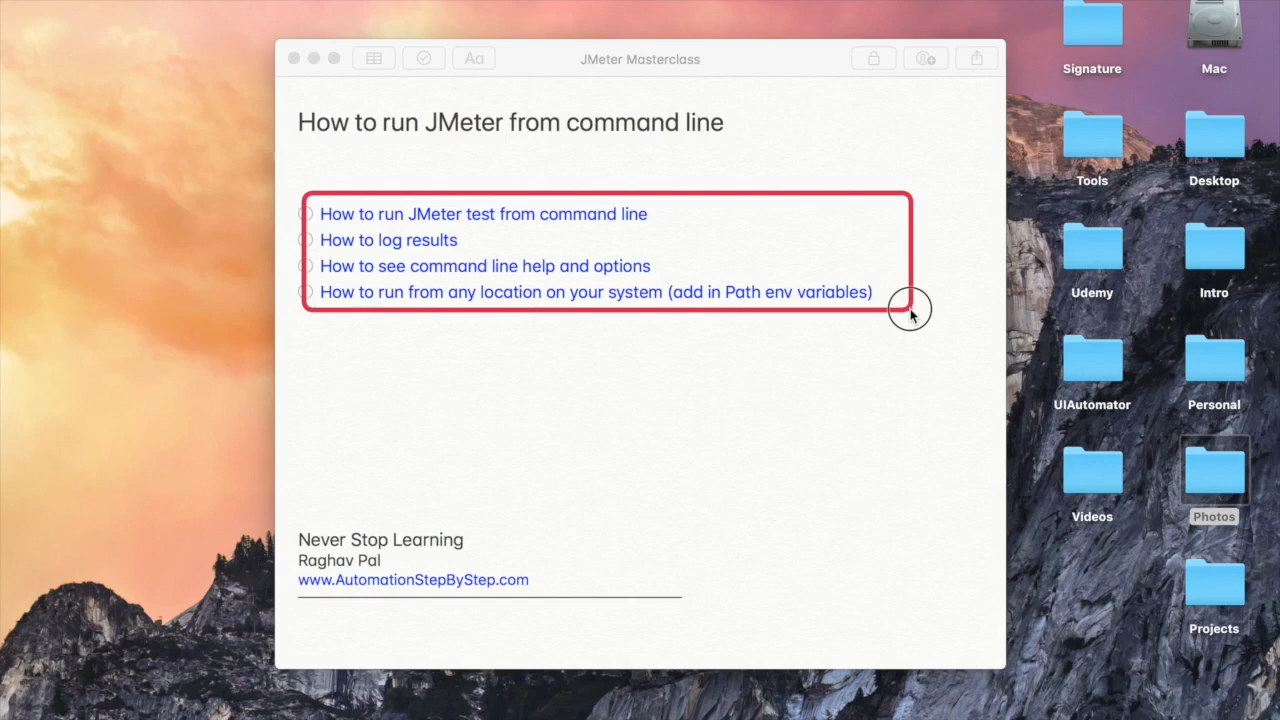 Aa
JMeter Masterclass
How to run JMeter from command line
How to run JMeter test from command line
How to log results
How to see command line help and options
How to run from any location on your system (add in Path env variables)
Never Stop Learning
Raghav Pal
www.AutomationStepByStep.com
Signature
Mac
Tools
Desktop
Udemy
Intro
UIAutomator
Personal
Videos
Photos
Projects